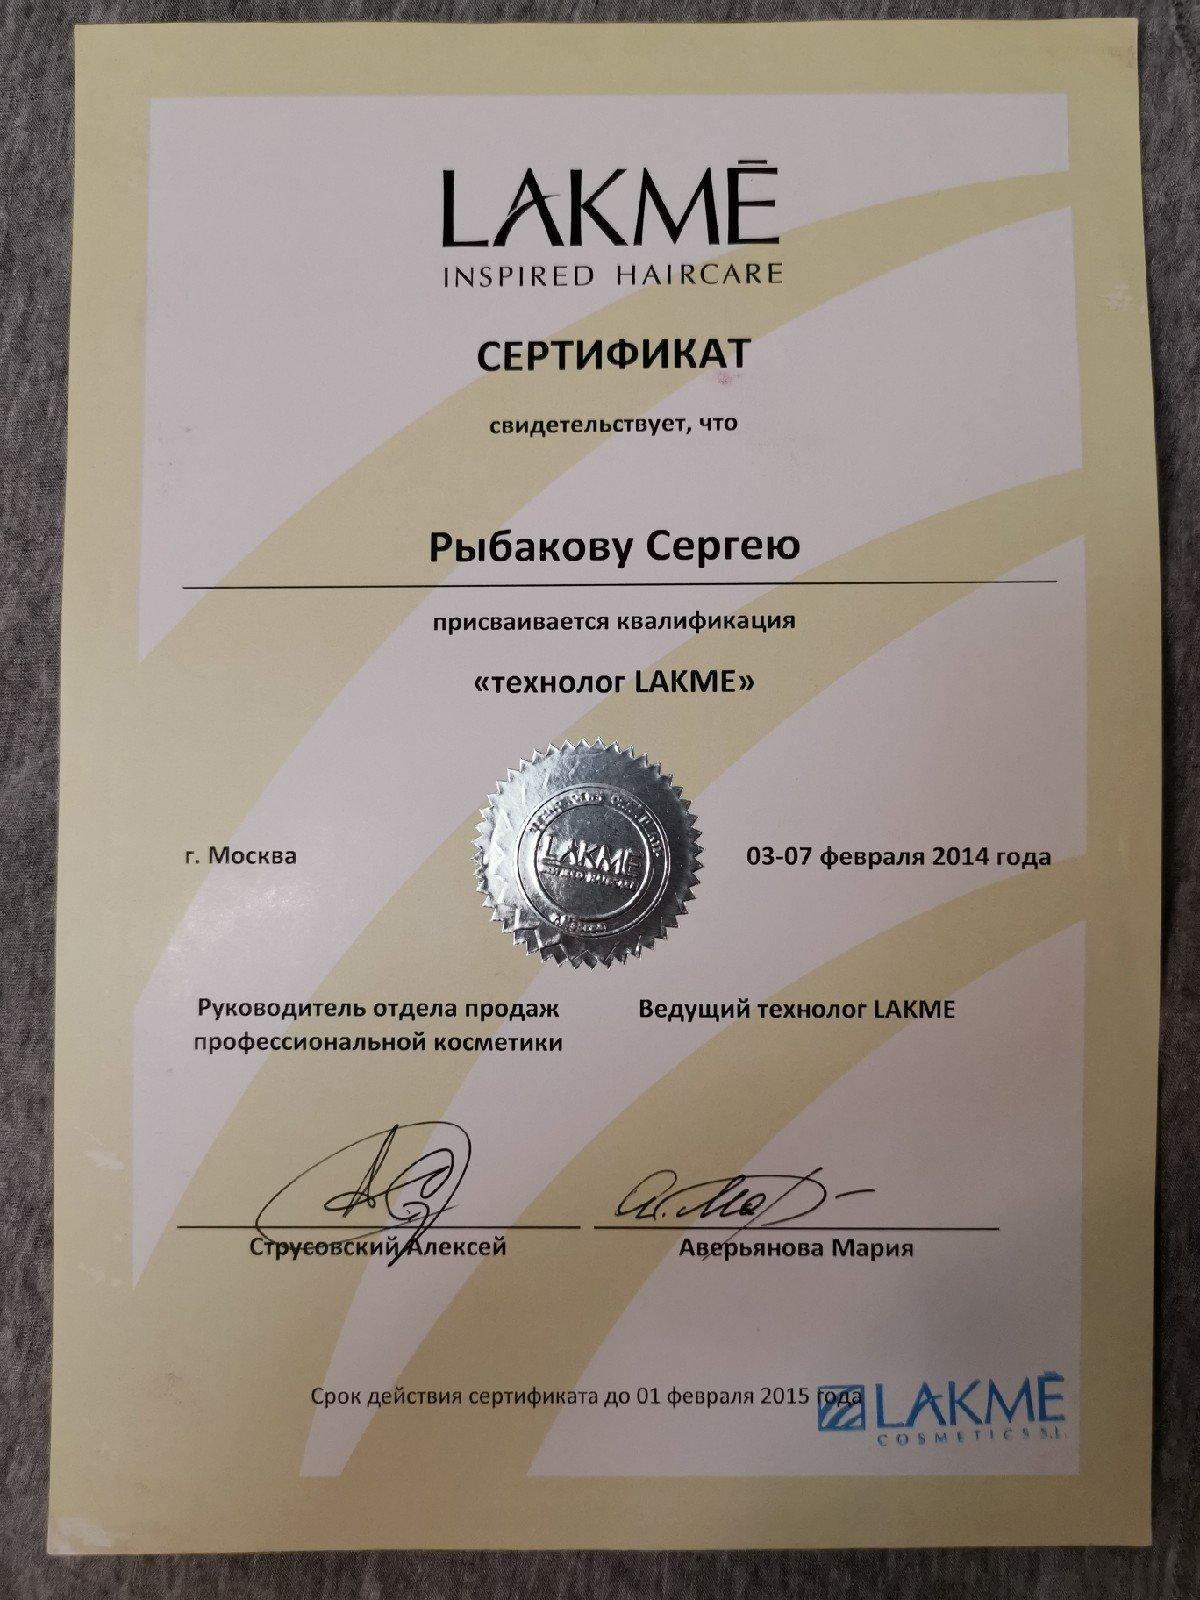 LAKMĒ
INSPIRED HAIRCARE
СЕРТИФИКАТ
свидетельствует, что
Рыбакову Сергею
присваивается квалификация
«технолог LAKME»
LAKMĒ
г. Москва
03-07 февраля 2014 года
Руководитель отдела продаж
профессиональной косметики
Ведущий технолог LAKME
Струсовский Алексей
Аверьянова Мария
Срок действия сертификата до 01 февраля 2015 года
LAKMĒ
COSMETICS S.L.